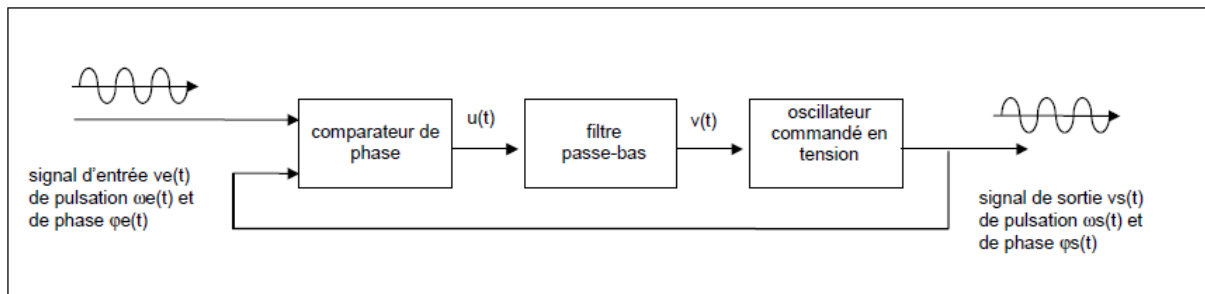 comparateur de
phase
u(t)
filtre
passe-bas
v(t)
oscillateur
commandé en
tension
signal d'entrée ve(t)
de pulsation ωe(t) et
de phase φe(t)
signal de sortie vs(t)
de pulsation ωs(t) et
de phase φs(t)